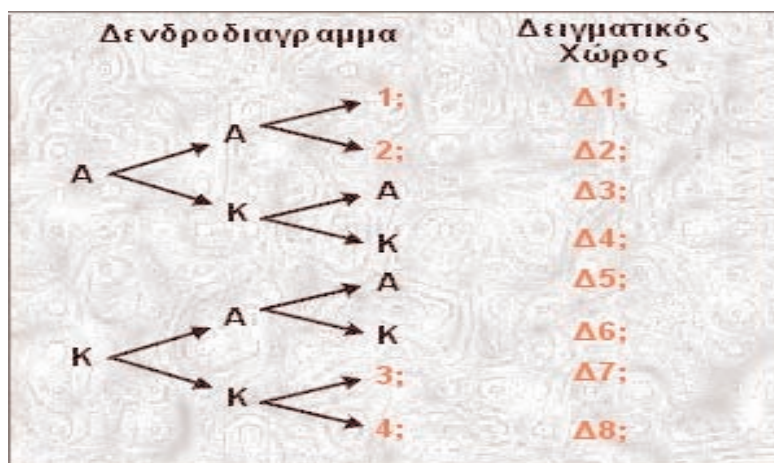 Δενδροδιαγραμμα Δειγματικός
Χώρος
1; Δ1;
Α
2; Δ2;
Α
Α Δ3;
Κ
Κ Δ4;
Α Δ5;
Α
Κ Δ6;
Κ
3; Δ7;
Κ
4; Δ8;